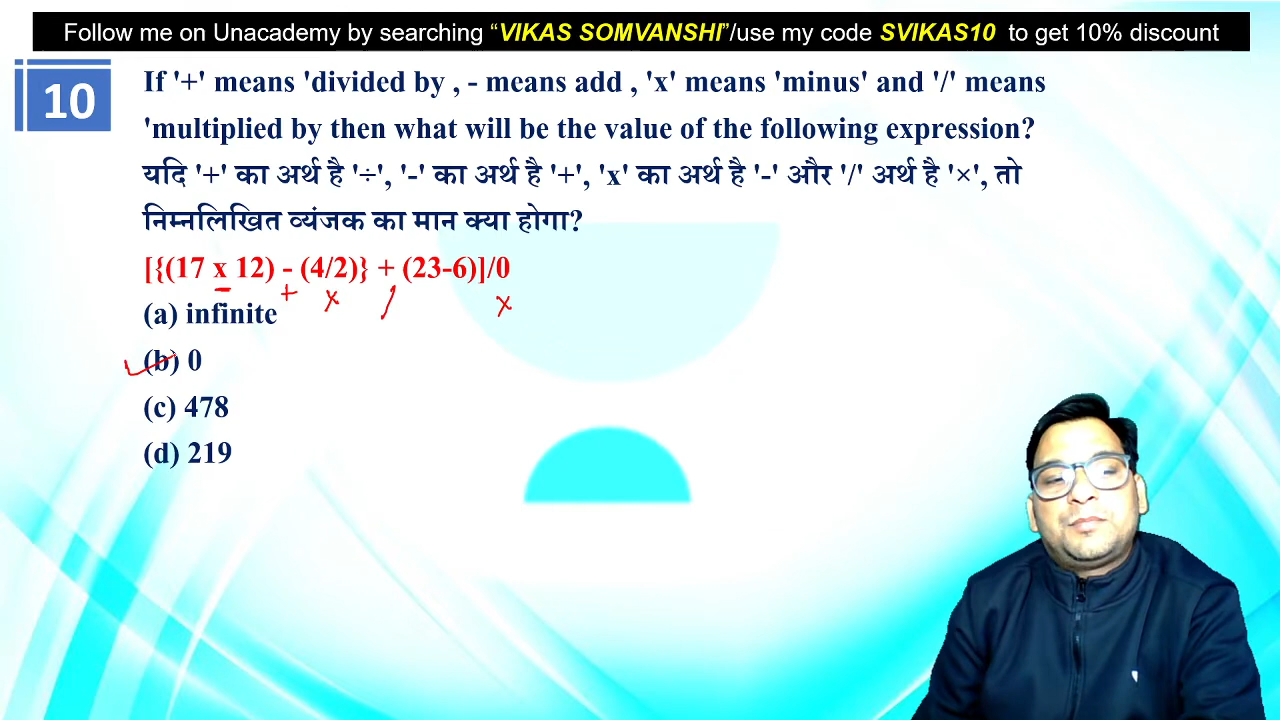 Follow me on Unacademy by searching “VIKAS SOMVANSHI”/use my code SVIKAS10 to get 10% discount
10
If '+' means 'divided by , - means add , 'x' means 'minus' and '/' means
'multiplied by then what will be the value of the following expression?
यदि '+' का अर्थ है '÷', '-' का अर्थ है '+', 'x' का अर्थ है '-' और '/' अर्थ है '×', तो
निम्नलिखित व्यंजक का मान क्या होगा?
[{(17 x 12) - (4/2)} + (23-6)]/0
+ x / x
(a) infinite
(b) 0
(c) 478
(d) 219